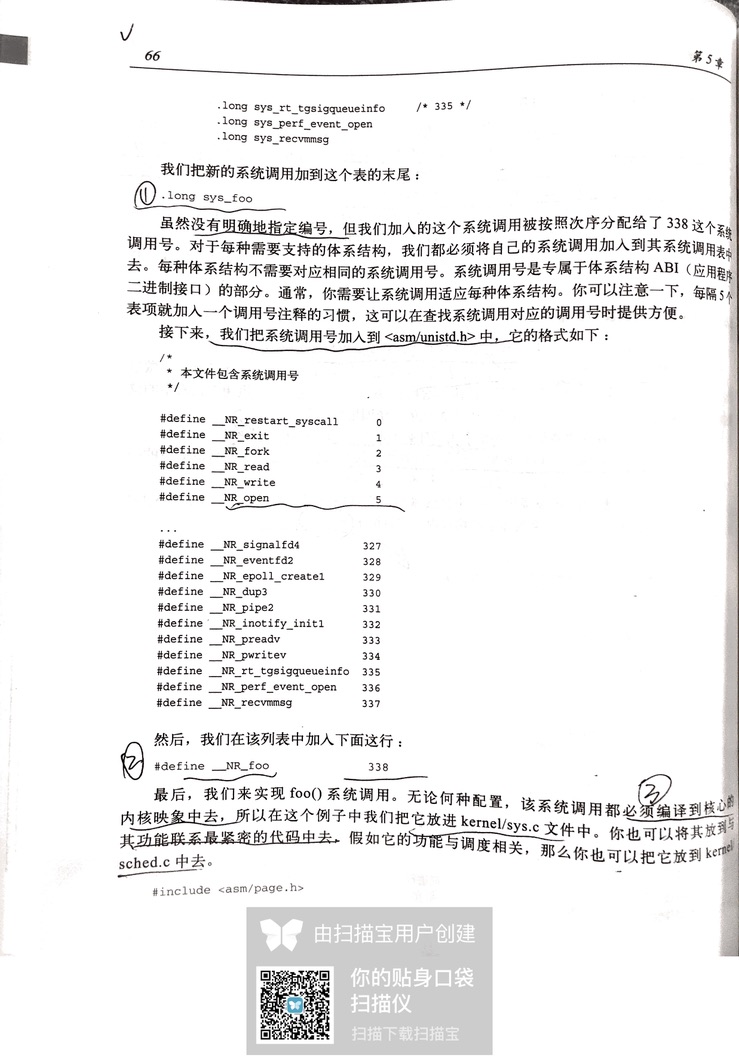 66
第5章
.long sys_rt_tgsigqueueinfo /* 335 */
.long sys_perf_event_open
.long sys_recvmmsg
我们把新的系统调用加到这个表的末尾：
① .long sys_foo
虽然没有明确地指定编号，但我们加入的这个系统调用被按照次序分配给了 338 这个系统
调用号。对于每种需要支持的体系结构，我们都必须将自己的系统调用加入到其系统调用表中
去。每种体系结构不需要对应相同的系统调用号。系统调用号是专属于体系结构 ABI（应用程序
二进制接口）的部分。通常，你需要让系统调用适应每种体系结构。你可以注意一下，每隔 5 个
表项就加入一个调用号注释的习惯，这可以在查找系统调用对应的调用号时提供方便。
接下来，我们把系统调用号加入到 <asm/unistd.h> 中，它的格式如下：
/*
* 本文件包含系统调用号
*/
#define __NR_restart_syscall 0
#define __NR_exit 1
#define __NR_fork 2
#define __NR_read 3
#define __NR_write 4
#define __NR_open 5
...
#define __NR_signalfd4 327
#define __NR_eventfd2 328
#define __NR_epoll_create1 329
#define __NR_dup3 330
#define __NR_pipe2 331
#define __NR_inotify_init1 332
#define __NR_preadv 333
#define __NR_pwritev 334
#define __NR_rt_tgsigqueueinfo 335
#define __NR_perf_event_open 336
#define __NR_recvmmsg 337
然后，我们在该列表中加入下面这行：
② #define __NR_foo 338
③
最后，我们来实现 foo() 系统调用。无论何种配置，该系统调用都必须编译到核心的
内核映象中去，所以在这个例子中我们把它放进 kernel/sys.c 文件中。你也可以将其放到与
其功能联系最紧密的代码中去，假如它的功能与调度相关，那么你也可以把它放到 kernel/
sched.c 中去。
#include <asm/page.h>
由扫描宝用户创建
你的贴身口袋
扫描仪
扫描下载扫描宝